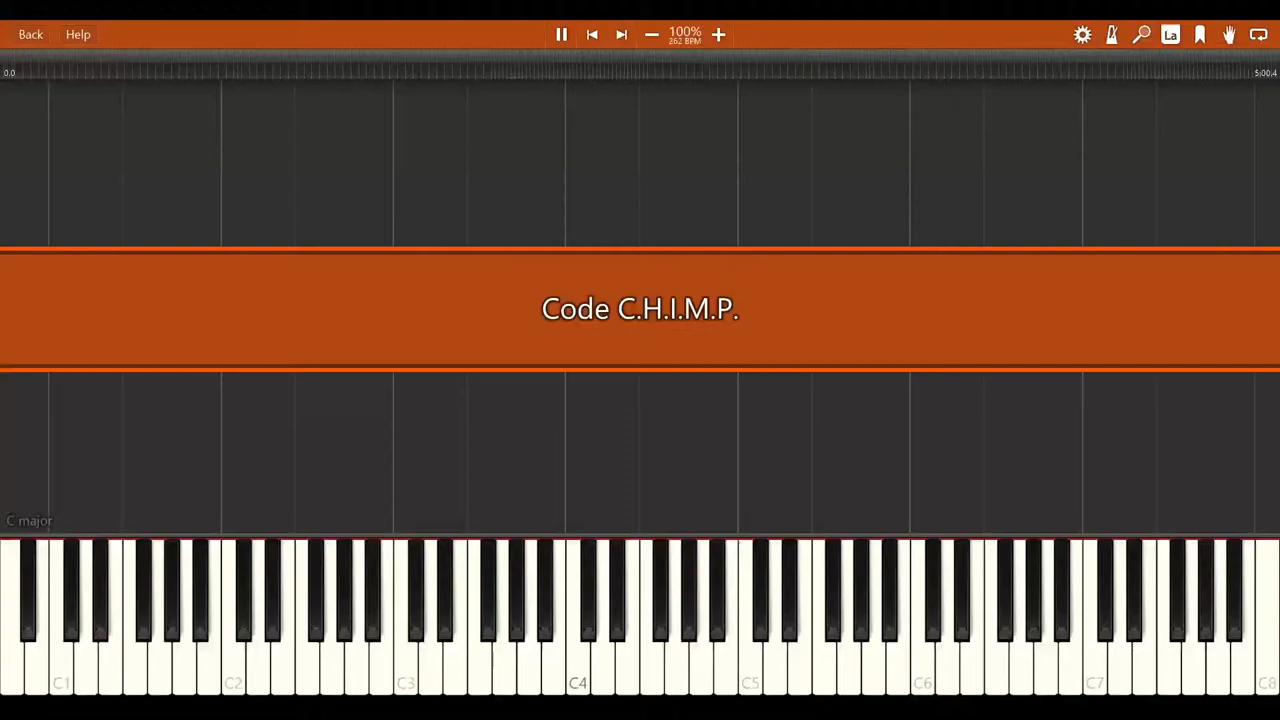 Back Help 100%
262 BPM
La
0.0 5:00.4
Code C.H.I.M.P.
C major
C1 C2 C3 C4 C5 C6 C7 C8